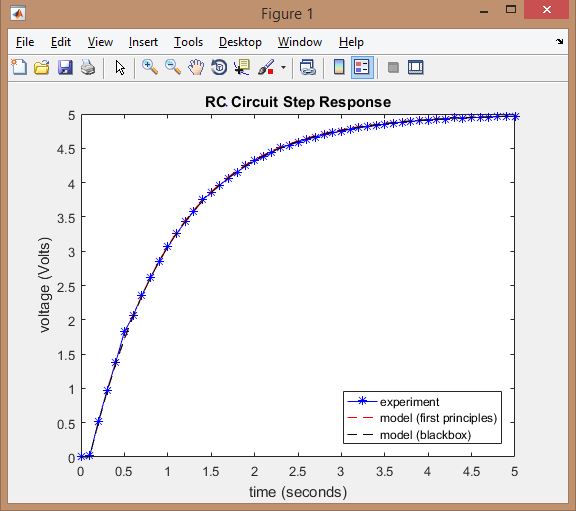 Figure 1
File Edit View Insert Tools Desktop Window Help
RC Circuit Step Response
voltage (Volts)
5
4.5
4
3.5
3
2.5
2
1.5
1
0.5
0
experiment
model (first principles)
model (blackbox)
0 0.5 1 1.5 2 2.5 3 3.5 4 4.5 5
time (seconds)